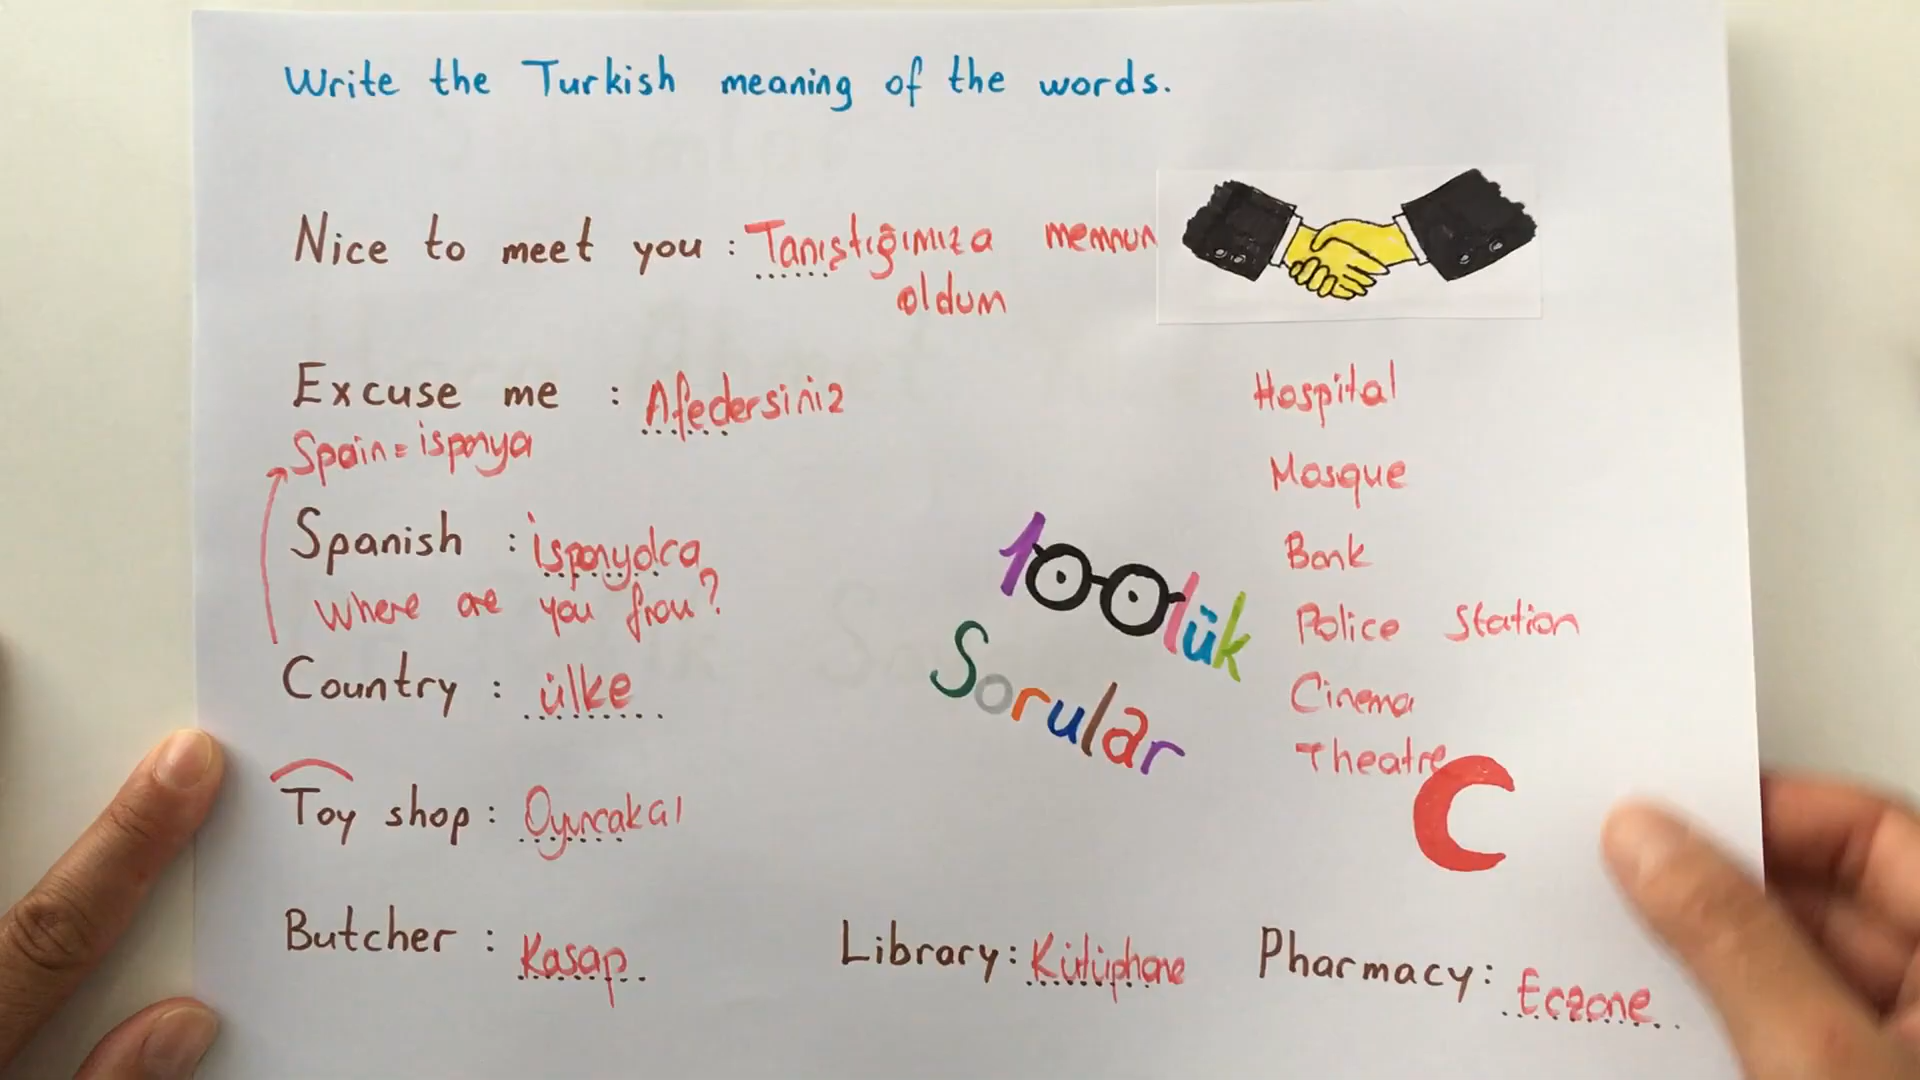 Write the Turkish meaning of the words.
Nice to meet you : Tanıştığımıza memnun
oldum
Excuse me : Afedersiniz
Spain = ispanya
Spanish : ispanyolca
Where are you from?
Country : ülke
Toy shop :
Butcher : Kasap
Library : Kütüphane
Pharmacy : Eczane
100lük
Sorular
Hospital
Mosque
Bank
Police Station
Cinema
Theatre